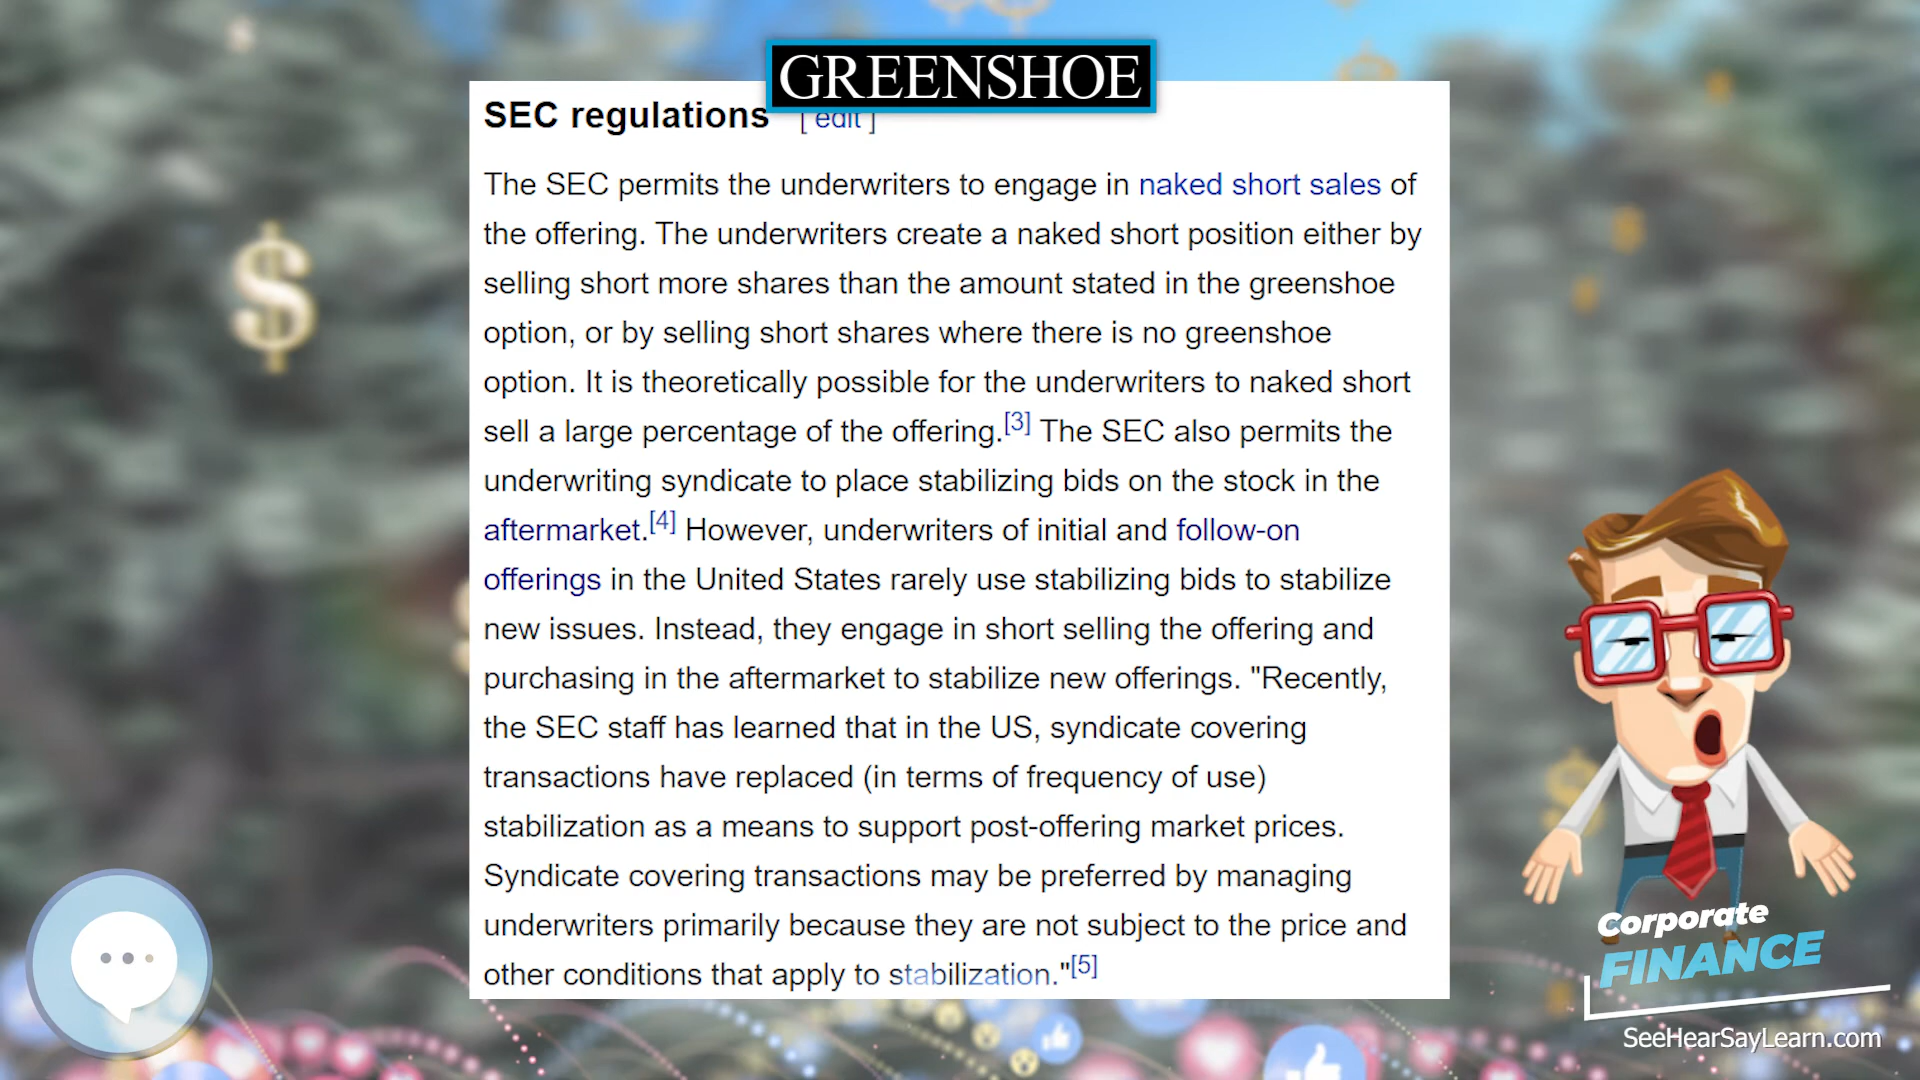 GREENSHOE
SEC regulations [ edit ]
The SEC permits the underwriters to engage in naked short sales of
the offering. The underwriters create a naked short position either by
selling short more shares than the amount stated in the greenshoe
option, or by selling short shares where there is no greenshoe
option. It is theoretically possible for the underwriters to naked short
sell a large percentage of the offering.[3] The SEC also permits the
underwriting syndicate to place stabilizing bids on the stock in the
aftermarket.[4] However, underwriters of initial and follow-on
offerings in the United States rarely use stabilizing bids to stabilize
new issues. Instead, they engage in short selling the offering and
purchasing in the aftermarket to stabilize new offerings. "Recently,
the SEC staff has learned that in the US, syndicate covering
transactions have replaced (in terms of frequency of use)
stabilization as a means to support post-offering market prices.
Syndicate covering transactions may be preferred by managing
underwriters primarily because they are not subject to the price and
other conditions that apply to stabilization."[5]
Corporate
FINANCE
SeeHearSayLearn.com